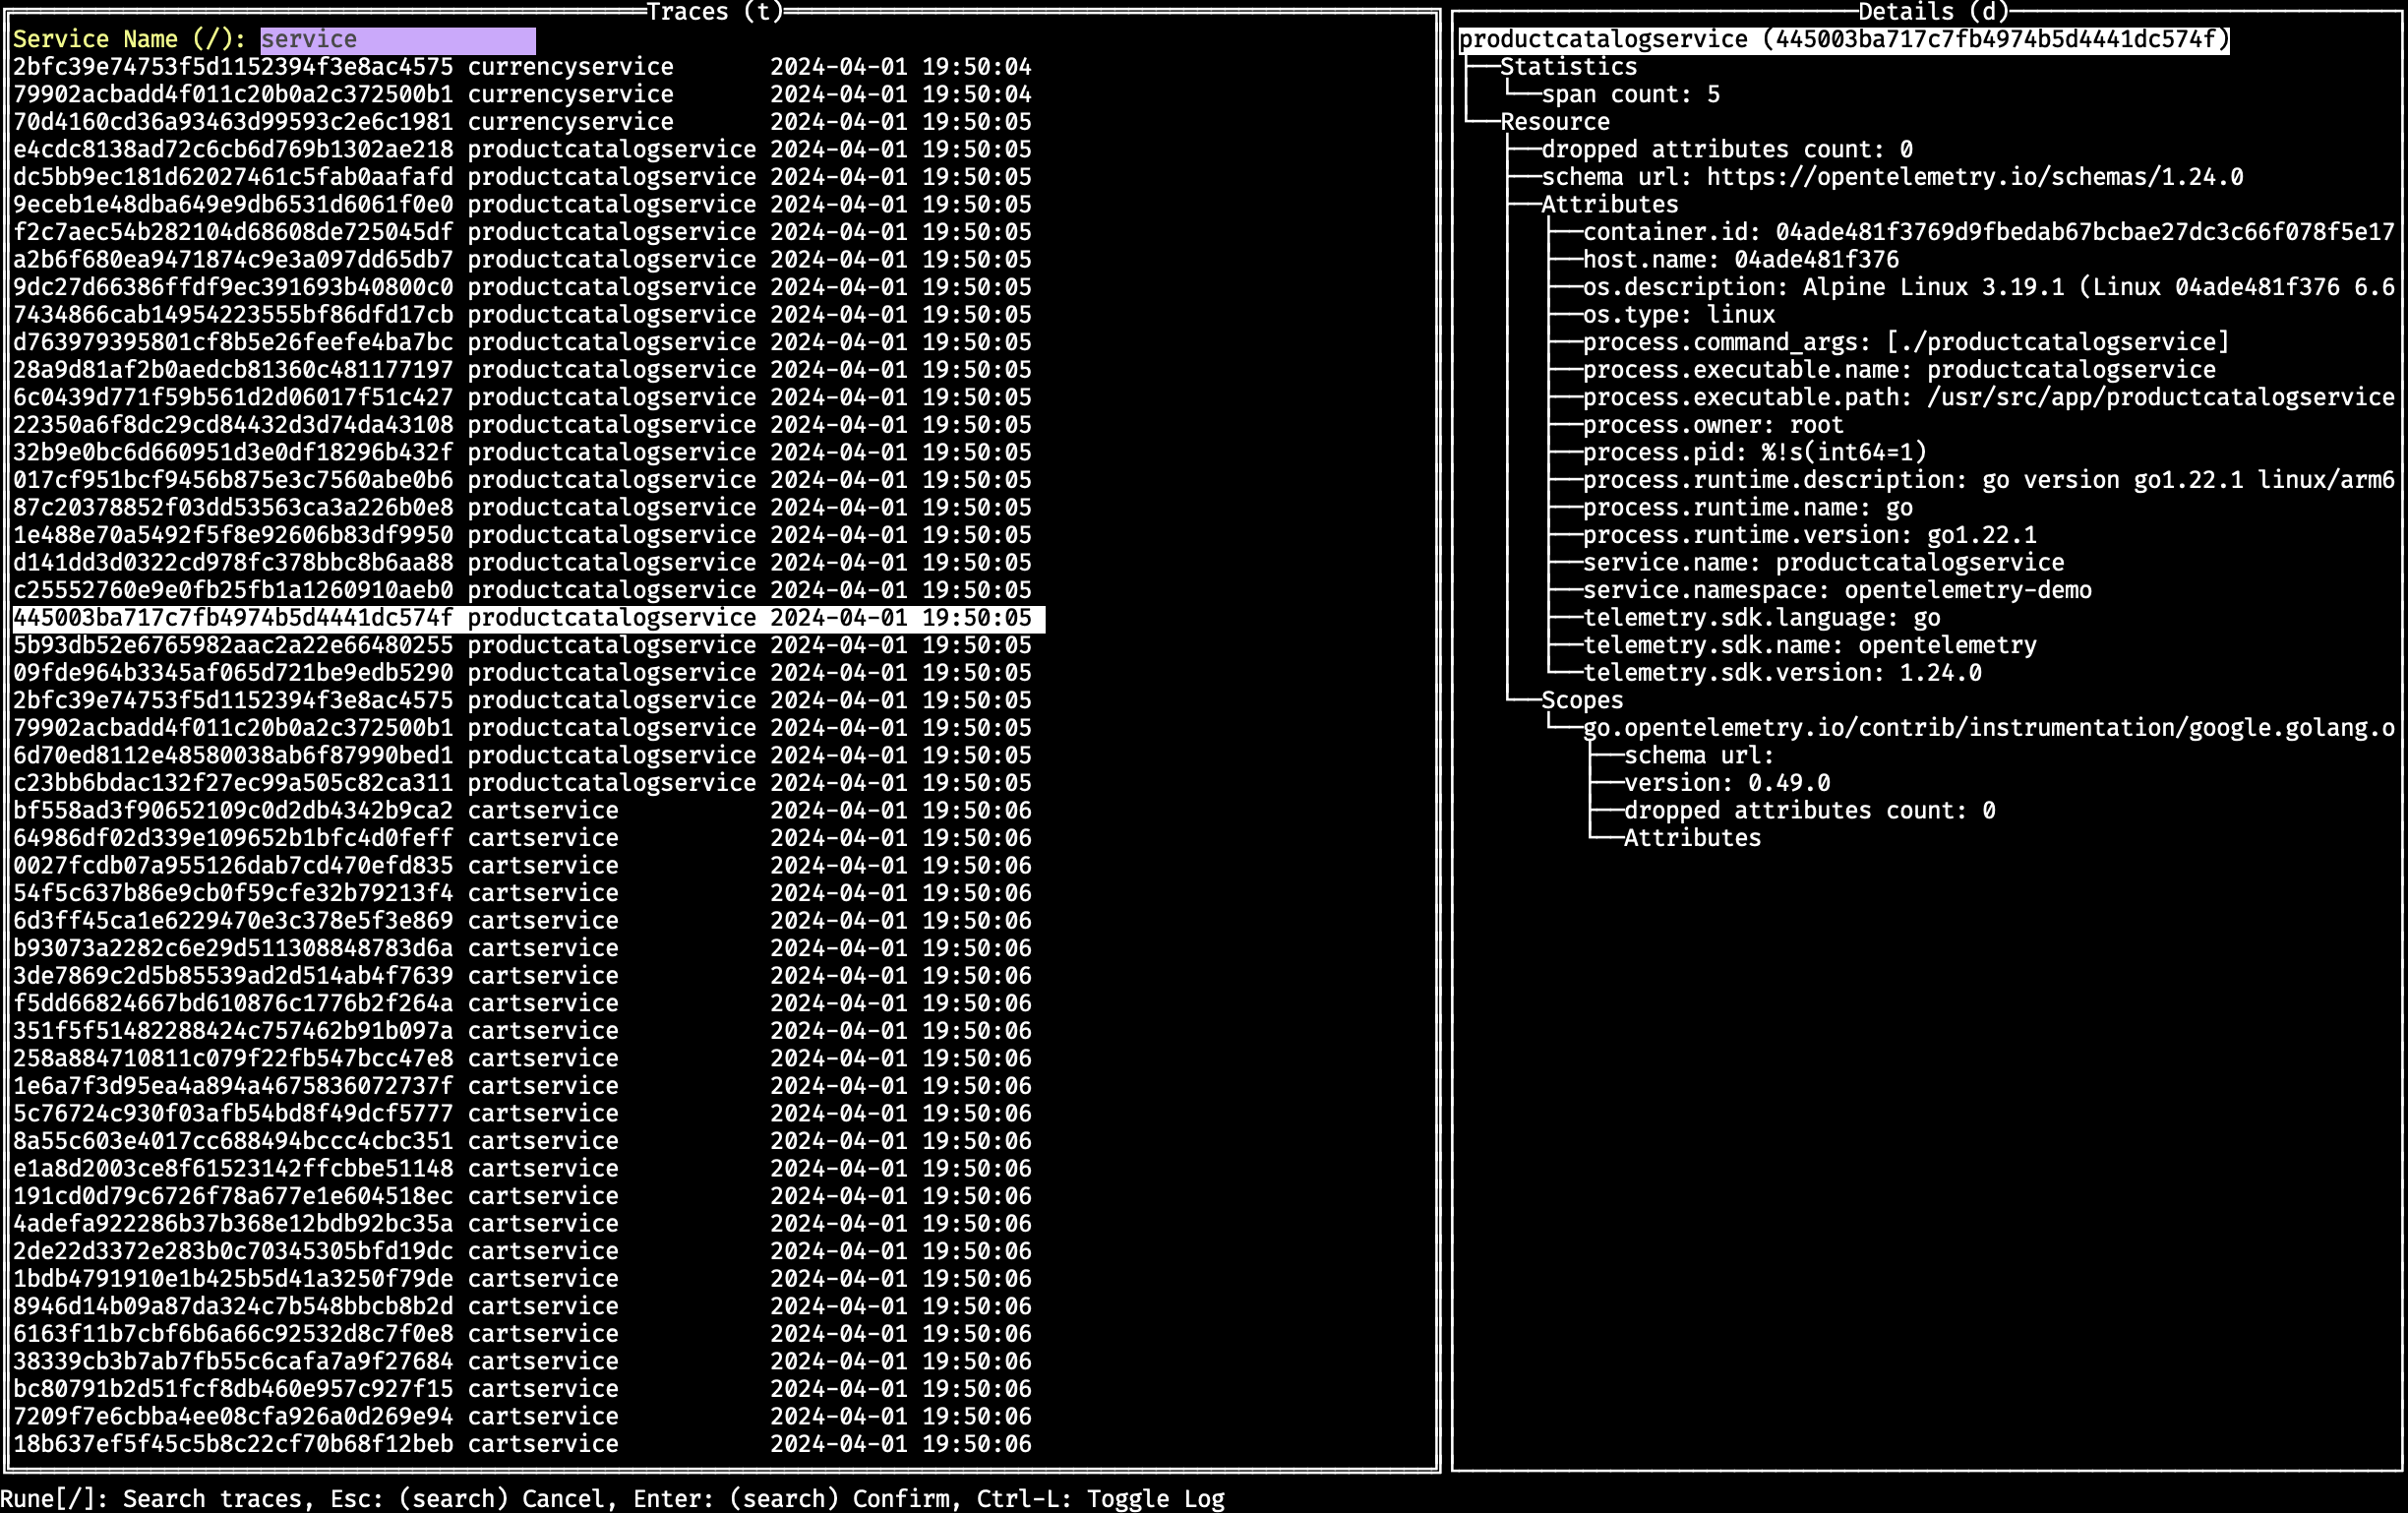 Traces (t)
Service Name (/): service
2bfc39e74753f5d1152394f3e8ac4575 currencyservice 2024-04-01 19:50:04
79902acbadd4f011c20b0a2c372500b1 currencyservice 2024-04-01 19:50:04
70d4160cd36a93463d99593c2e6c1981 currencyservice 2024-04-01 19:50:05
e4cdc8138ad72c6cb6d769b1302ae218 productcatalogservice 2024-04-01 19:50:05
dc5bb9ec181d62027461c5fab0aafafd productcatalogservice 2024-04-01 19:50:05
9eceb1e48dba649e9db6531d6061f0e0 productcatalogservice 2024-04-01 19:50:05
f2c7aec54b282104d68608de725045df productcatalogservice 2024-04-01 19:50:05
a2b6f680ea9471874c9e3a097dd65db7 productcatalogservice 2024-04-01 19:50:05
9dc27d66386ffdf9ec391693b40800c0 productcatalogservice 2024-04-01 19:50:05
7434866cab14954223555bf86dfd17cb productcatalogservice 2024-04-01 19:50:05
d763979395801cf8b5e26feefe4ba7bc productcatalogservice 2024-04-01 19:50:05
28a9d81af2b0aedcb81360c481177197 productcatalogservice 2024-04-01 19:50:05
6c0439d771f59b561d2d06017f51c427 productcatalogservice 2024-04-01 19:50:05
22350a6f8dc29cd84432d3d74da43108 productcatalogservice 2024-04-01 19:50:05
32b9e0bc6d660951d3e0df18296b432f productcatalogservice 2024-04-01 19:50:05
017cf951bcf9456b875e3c7560abe0b6 productcatalogservice 2024-04-01 19:50:05
87c20378852f03dd53563ca3a226b0e8 productcatalogservice 2024-04-01 19:50:05
1e488e70a5492f5f8e92606b83df9950 productcatalogservice 2024-04-01 19:50:05
d141dd3d0322cd978fc378bbc8b6aa88 productcatalogservice 2024-04-01 19:50:05
c25552760e9e0fb25fb1a1260910aeb0 productcatalogservice 2024-04-01 19:50:05
445003ba717c7fb4974b5d4441dc574f productcatalogservice 2024-04-01 19:50:05
5b93db52e6765982aac2a22e66480255 productcatalogservice 2024-04-01 19:50:05
09fde964b3345af065d721be9edb5290 productcatalogservice 2024-04-01 19:50:05
2bfc39e74753f5d1152394f3e8ac4575 productcatalogservice 2024-04-01 19:50:05
79902acbadd4f011c20b0a2c372500b1 productcatalogservice 2024-04-01 19:50:05
6d70ed8112e48580038ab6f87990bed1 productcatalogservice 2024-04-01 19:50:05
c23bb6bdac132f27ec99a505c82ca311 productcatalogservice 2024-04-01 19:50:05
bf558ad3f90652109c0d2db4342b9ca2 cartservice 2024-04-01 19:50:06
64986df02d339e109652b1bfc4d0feff cartservice 2024-04-01 19:50:06
0027fcdb07a955126dab7cd470efd835 cartservice 2024-04-01 19:50:06
54f5c637b86e9cb0f59cfe32b79213f4 cartservice 2024-04-01 19:50:06
6d3ff45ca1e6229470e3c378e5f3e869 cartservice 2024-04-01 19:50:06
b93073a2282c6e29d511308848783d6a cartservice 2024-04-01 19:50:06
3de7869c2d5b85539ad2d514ab4f7639 cartservice 2024-04-01 19:50:06
f5dd66824667bd610876c1776b2f264a cartservice 2024-04-01 19:50:06
351f5f51482288424c757462b91b097a cartservice 2024-04-01 19:50:06
258a884710811c079f22fb547bcc47e8 cartservice 2024-04-01 19:50:06
1e6a7f3d95ea4a894a4675836072737f cartservice 2024-04-01 19:50:06
5c76724c930f03afb54bd8f49dcf5777 cartservice 2024-04-01 19:50:06
8a55c603e4017cc688494bccc4cbc351 cartservice 2024-04-01 19:50:06
e1a8d2003ce8f61523142ffcbbe51148 cartservice 2024-04-01 19:50:06
191cd0d79c6726f78a677e1e604518ec cartservice 2024-04-01 19:50:06
4adefa922286b37b368e12bdb92bc35a cartservice 2024-04-01 19:50:06
2de22d3372e283b0c70345305bfd19dc cartservice 2024-04-01 19:50:06
1bdb4791910e1b425b5d41a3250f79de cartservice 2024-04-01 19:50:06
8946d14b09a87da324c7b548bbcb8b2d cartservice 2024-04-01 19:50:06
6163f11b7cbf6b6a66c92532d8c7f0e8 cartservice 2024-04-01 19:50:06
38339cb3b7ab7fb55c6cafa7a9f27684 cartservice 2024-04-01 19:50:06
bc80791b2d51fcf8db460e957c927f15 cartservice 2024-04-01 19:50:06
7209f7e6cbba4ee08cfa926a0d269e94 cartservice 2024-04-01 19:50:06
18b637ef5f45c5b8c22cf70b68f12beb cartservice 2024-04-01 19:50:06
Details (d)
productcatalogservice (445003ba717c7fb4974b5d4441dc574f)
Statistics
span count: 5
Resource
dropped attributes count: 0
schema url: https://opentelemetry.io/schemas/1.24.0
Attributes
container.id: 04ade481f3769d9fbedab67bcbae27dc3c66f078f5e17
host.name: 04ade481f376
os.description: Alpine Linux 3.19.1 (Linux 04ade481f376 6.6
os.type: linux
process.command_args: [./productcatalogservice]
process.executable.name: productcatalogservice
process.executable.path: /usr/src/app/productcatalogservice
process.owner: root
process.pid: %!s(int64=1)
process.runtime.description: go version go1.22.1 linux/arm6
process.runtime.name: go
process.runtime.version: go1.22.1
service.name: productcatalogservice
service.namespace: opentelemetry-demo
telemetry.sdk.language: go
telemetry.sdk.name: opentelemetry
telemetry.sdk.version: 1.24.0
Scopes
go.opentelemetry.io/contrib/instrumentation/google.golang.o
schema url:
version: 0.49.0
dropped attributes count: 0
Attributes
Rune[/]: Search traces, Esc: (search) Cancel, Enter: (search) Confirm, Ctrl-L: Toggle Log